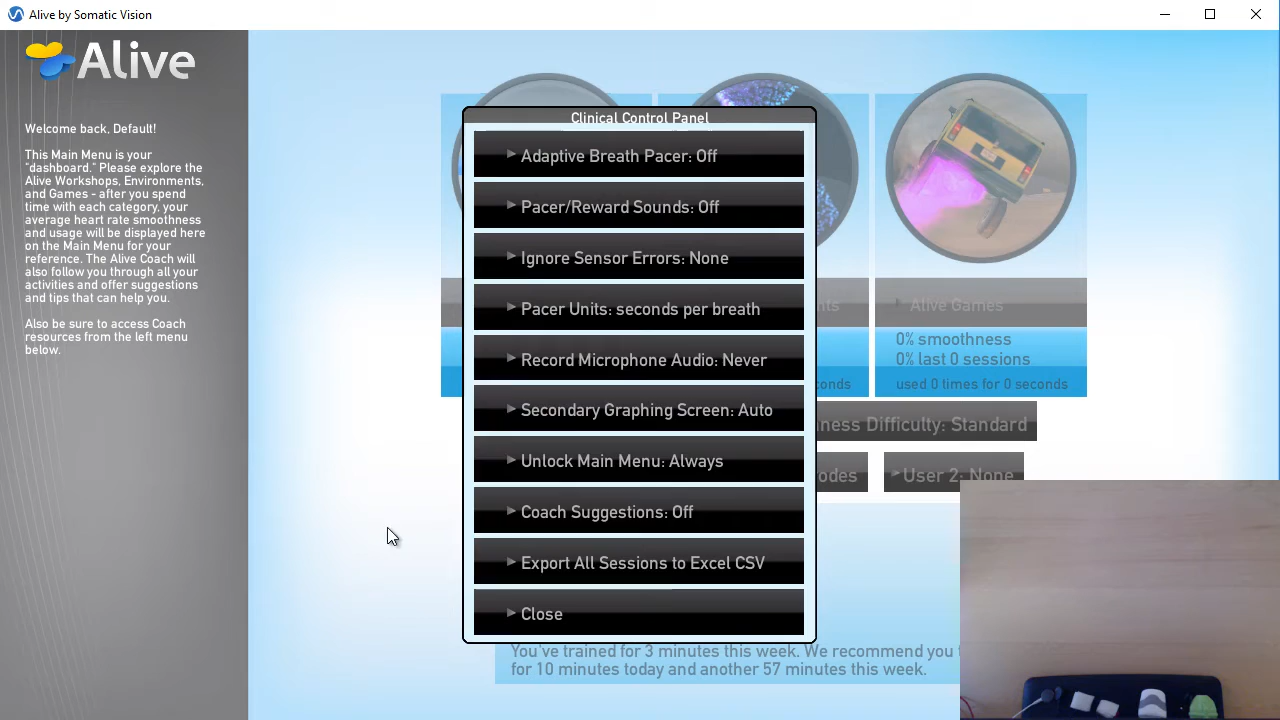 Alive by Somatic Vision
Alive
Welcome back, Default!
This Main Menu is your
"dashboard." Please explore the
Alive Workshops, Environments,
and Games - after you spend
time with each category, your
average heart rate smoothness
and usage will be displayed here
on the Main Menu for your
reference. The Alive Coach will
also follow you through all your
activities and offer suggestions
and tips that can help you.
Also be sure to access Coach
resources from the left menu
below.
Clinical Control Panel
Adaptive Breath Pacer: Off
Pacer/Reward Sounds: Off
Ignore Sensor Errors: None
Pacer Units: seconds per breath
Record Microphone Audio: Never
Secondary Graphing Screen: Auto
Unlock Main Menu: Always
Coach Suggestions: Off
Export All Sessions to Excel CSV
Close
nts
Alive Games
0% smoothness
0% last 0 sessions
conds
used 0 times for 0 seconds
ness Difficulty: Standard
odes
User 2: None
You've trained for 3 minutes this week. We recommend you
for 10 minutes today and another 57 minutes this week.